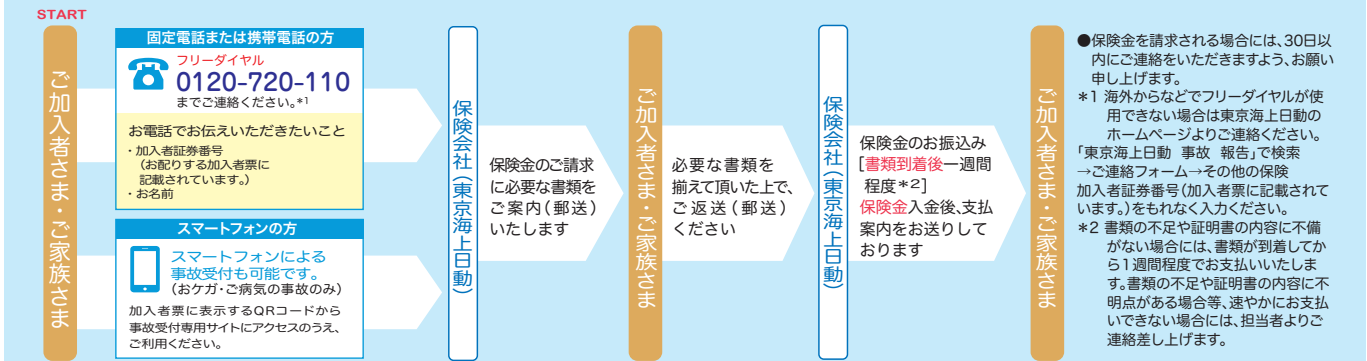 START
ご加入者さま・ご家族さま
固定電話または携帯電話の方
フリーダイヤル
0120-720-110
までご連絡ください。*1
お電話でお伝えいただきたいこと
・加入者証券番号
(お配りする加入者票に
記載されています。)
・お名前
スマートフォンの方
スマートフォンによる
事故受付も可能です。
(おケガ・ご病気の事故のみ)
加入者票に表示するQRコードから
事故受付専用サイトにアクセスのうえ、
ご利用ください。
保険会社(東京海上日動)
保険金のご請求
に必要な書類を
ご案内(郵送)
いたします
ご加入者さま・ご家族さま
必要な書類を
揃えて頂いた上で、
ご返送(郵送)
ください
保険会社(東京海上日動)
保険金のお振込み
[書類到着後一週間
程度*2]
保険金入金後、支払
案内をお送りして
おります
ご加入者さま・ご家族さま
●保険金を請求される場合には、30日以
内にご連絡をいただきますよう、お願い
申し上げます。
*1 海外からなどでフリーダイヤルが使
用できない場合は東京海上日動の
ホームページよりご連絡ください。
「東京海上日動 事故 報告」で検索
→ご連絡フォーム→その他の保険
加入者証券番号(加入者票に記載されて
います。)をもれなく入力ください。
*2 書類の不足や証明書の内容に不備
がない場合には、書類が到着してか
ら1週間程度でお支払いいたしま
す。書類の不足や証明書の内容に不
明点がある場合等、速やかにお支払
いできない場合には、担当者よりご
連絡差し上げます。